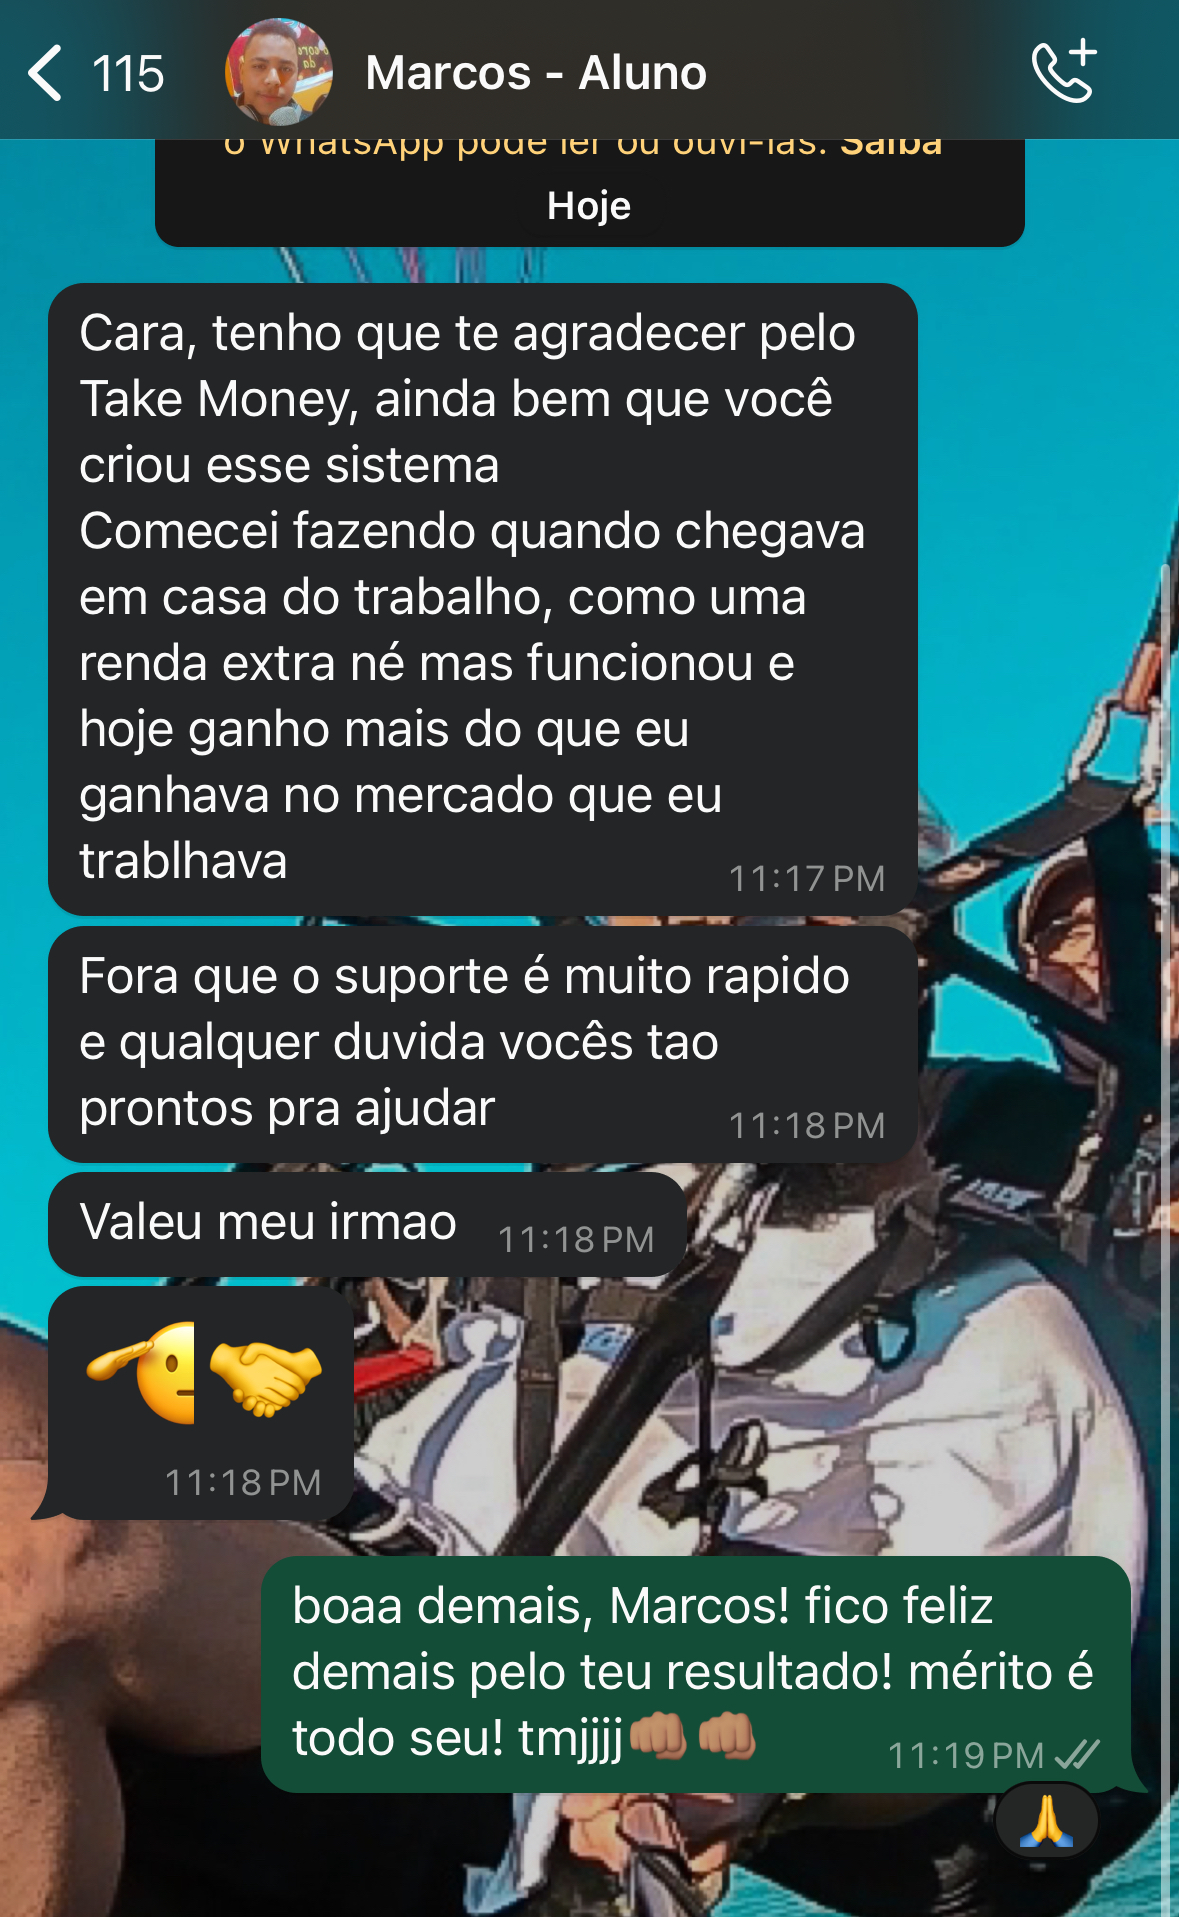 115
Marcos - Aluno
o WhatsApp pode ler ou ouvi-las. Saiba
Hoje
Cara, tenho que te agradecer pelo
Take Money, ainda bem que você
criou esse sistema
Comecei fazendo quando chegava
em casa do trabalho, como uma
renda extra né mas funcionou e
hoje ganho mais do que eu
ganhava no mercado que eu
trablhava
11:17 PM
Fora que o suporte é muito rapido
e qualquer duvida vocês tao
prontos pra ajudar
11:18 PM
Valeu meu irmao
11:18 PM
🫡🤝
11:18 PM
boaa demais, Marcos! fico feliz
demais pelo teu resultado! mérito é
todo seu! tmjjjj👊🏽👊🏽
11:19 PM
🙏